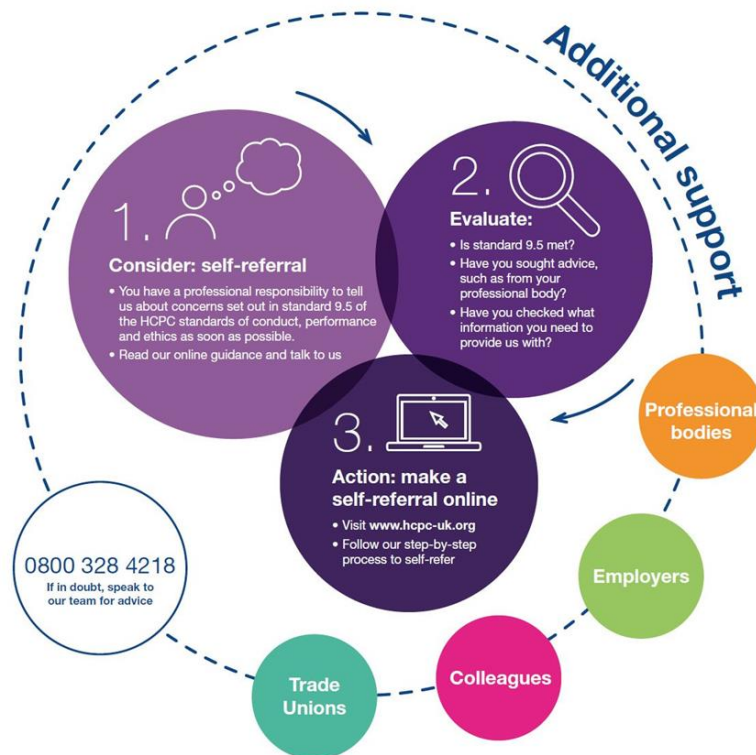 Additional support
1.
Consider: self-referral
• You have a professional responsibility to tell
us about concerns set out in standard 9.5 of
the HCPC standards of conduct, performance
and ethics as soon as possible.
• Read our online guidance and talk to us
2.
Evaluate:
• Is standard 9.5 met?
• Have you sought advice,
such as from your
professional body?
• Have you checked what
information you need to
provide us with?
3.
Action: make a
self-referral online
• Visit www.hcpc-uk.org
• Follow our step-by-step
process to self-refer
Professional
bodies
Employers
Colleagues
Trade
Unions
0800 328 4218
If in doubt, speak to
our team for advice